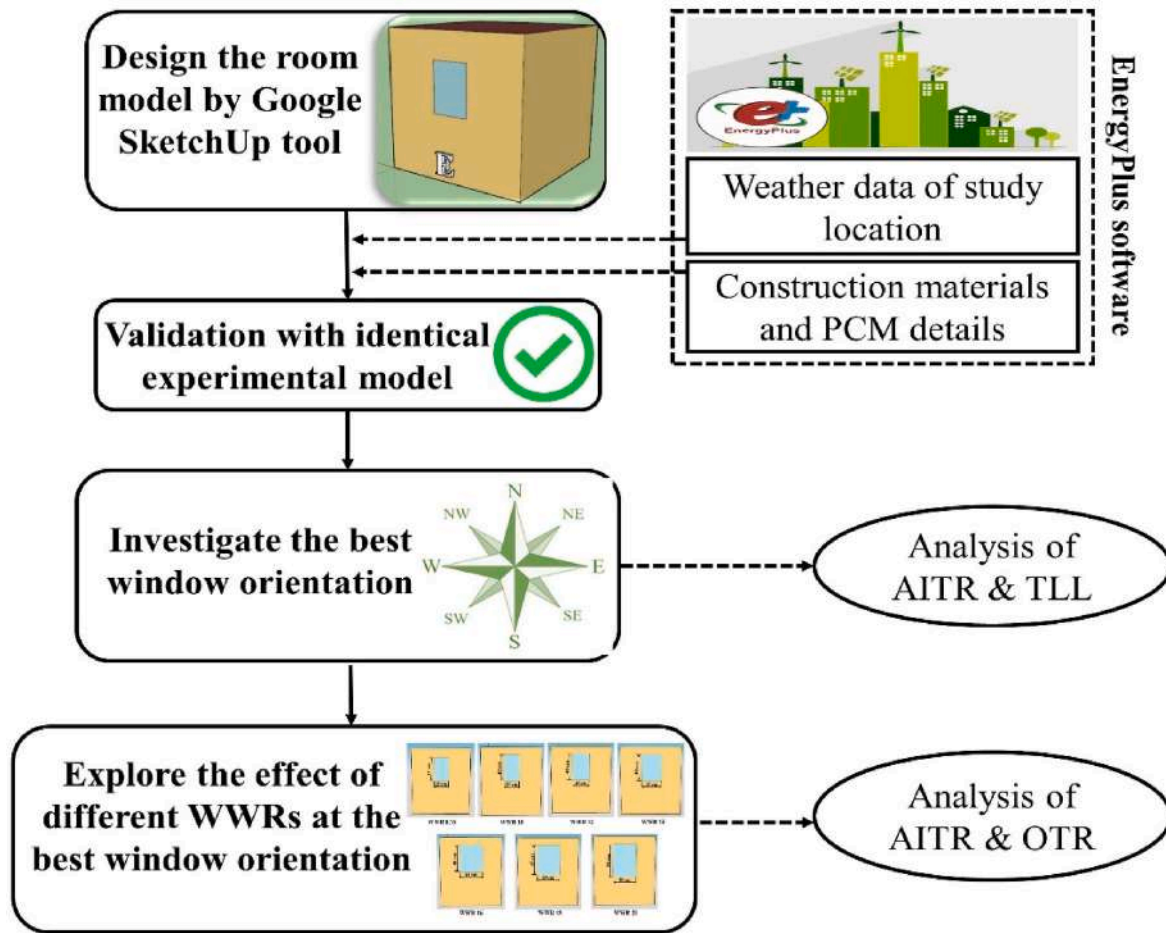 Design the room
model by Google
SketchUp tool
E
EnergyPlus
Weather data of study
location
Construction materials
and PCM details
EnergyPlus software
Validation with identical
experimental model
Investigate the best
window orientation
N
NW
NE
W
E
SW
SE
S
Analysis of
AITR & TLL
Explore the effect of
different WWRs at the
best window orientation
Analysis of
AITR & OTR